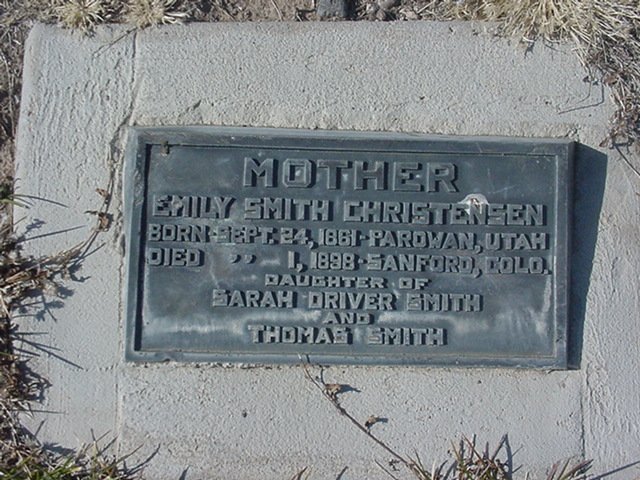 MOTHER
EMILY SMITH CHRISTENSEN
BORN · SEPT. 24, 1861 · PAROWAN, UTAH
DIED " 1, 1898 · SANFORD, COLO.
DAUGHTER OF
SARAH DRIVER SMITH
AND
THOMAS SMITH